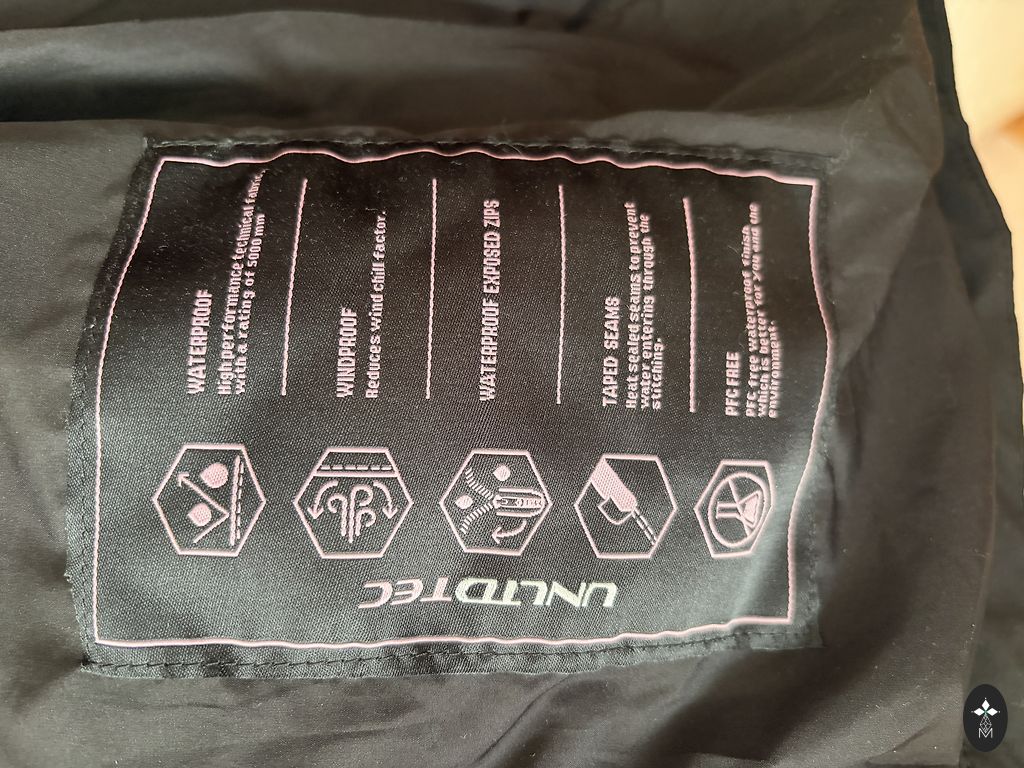 UNLTDTEC
WATERPROOF
High performance technical fabric,
with a rating of 5000 mm
WINDPROOF
Reduces wind chill factor.
WATERPROOF EXPOSED ZIPS
TAPED SEAMS
Heat sealed seams to prevent
water entering through the
stitching.
PFC FREE
PFC free waterproof finish
which is better for you and the
environment.
M